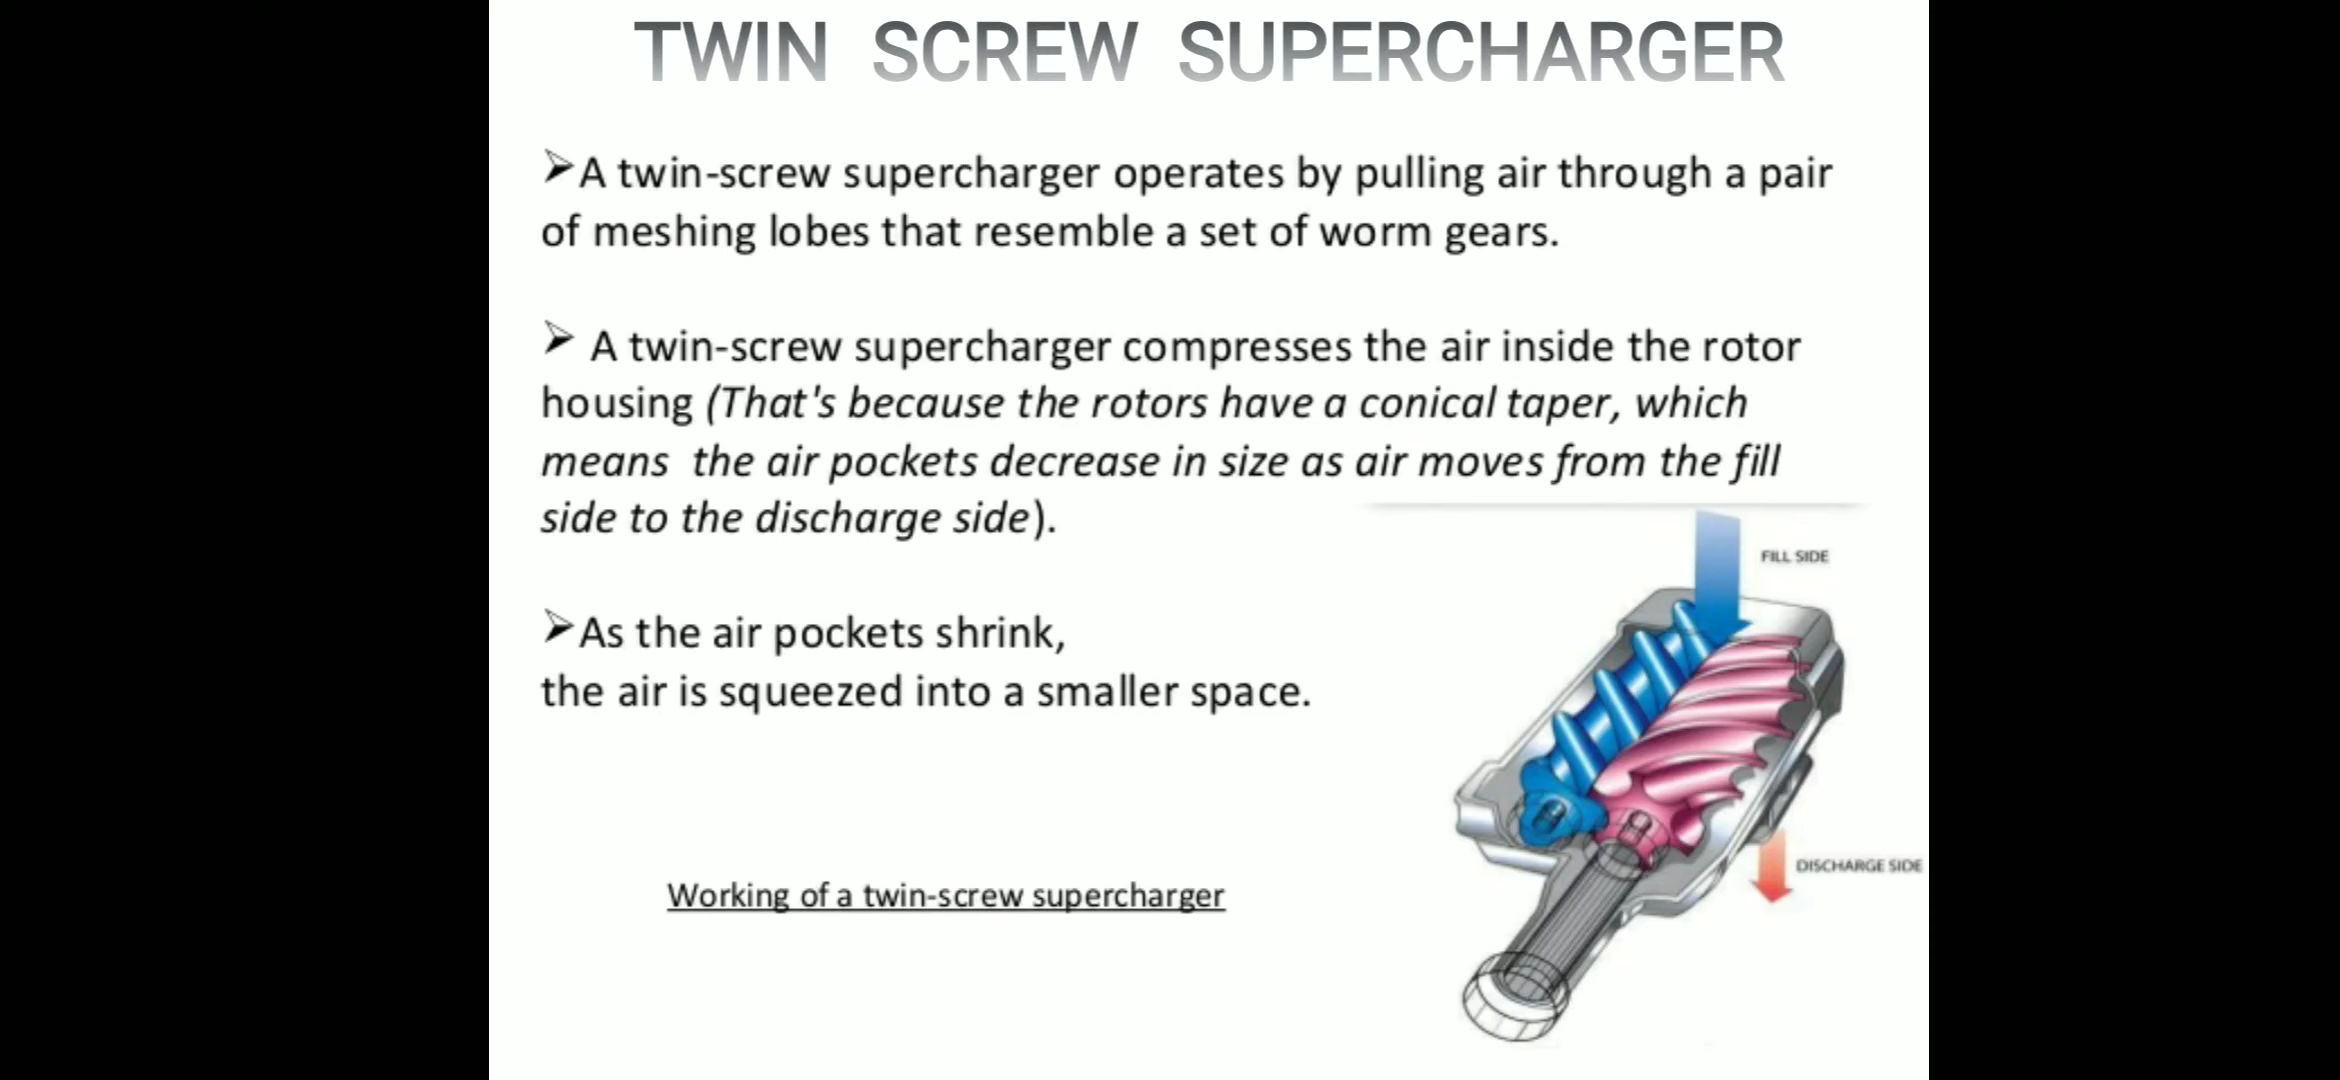 TWIN SCREW SUPERCHARGER
➢A twin-screw supercharger operates by pulling air through a pair
of meshing lobes that resemble a set of worm gears.
➢ A twin-screw supercharger compresses the air inside the rotor
housing (That's because the rotors have a conical taper, which
means the air pockets decrease in size as air moves from the fill
side to the discharge side).
FILL SIDE
➢As the air pockets shrink,
the air is squeezed into a smaller space.
DISCHARGE SIDE
Working of a twin-screw supercharger